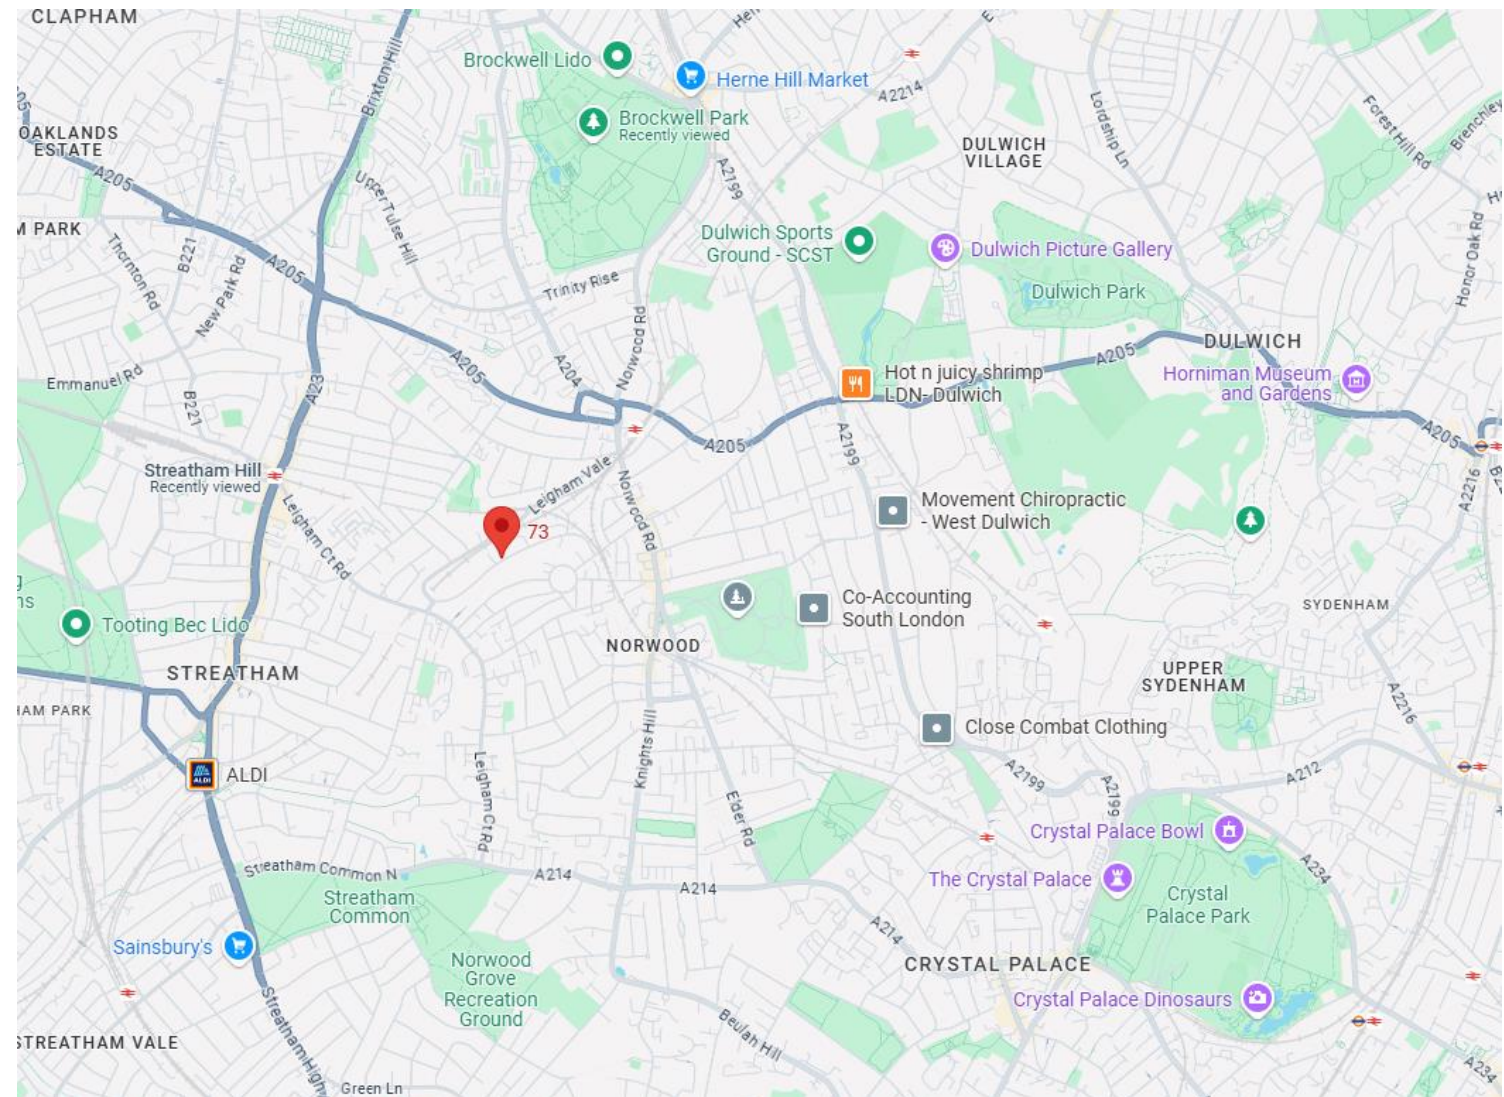 CLAPHAM
Brixton Hill
Brockwell Lido
Herne Hill Market
A2214
Lordship Ln
Forest Hill Rd
OAKLANDS
ESTATE
Brockwell Park
Recently viewed
DULWICH
VILLAGE
A205
Upper Tulse Hill
A2199
M PARK
B221
Thornton Rd
New Park Rd
A205
Trinity Rise
Dulwich Sports
Ground - SCST
Dulwich Picture Gallery
Dulwich Park
Honor Oak Rd
Norwood Rd
A205
A204
A205
DULWICH
Emmanuel Rd
B221
A23
Hot n juicy shrimp
LDN- Dulwich
Horniman Museum
and Gardens
A205
A205
A2199
Streatham Hill
Recently viewed
Leigham Vale
Norwood Rd
A2216
Leigham Ct Rd
73
Movement Chiropractic
- West Dulwich
Tooting Bec Lido
Co-Accounting
South London
SYDENHAM
NORWOOD
STREATHAM
UPPER
SYDENHAM
HAM PARK
A2216
Knights Hill
Close Combat Clothing
ALDI
ALDI
Leigham Ct Rd
Elder Rd
A2199
A2199
A212
Crystal Palace Bowl
Streatham Common N
A214
A214
A234
The Crystal Palace
Crystal
Palace Park
Streatham
Common
A214
Sainsbury's
Norwood
Grove
Recreation
Ground
CRYSTAL PALACE
Crystal Palace Dinosaurs
STREATHAM VALE
Streatham High
Beulah Hill
A234
Green Ln